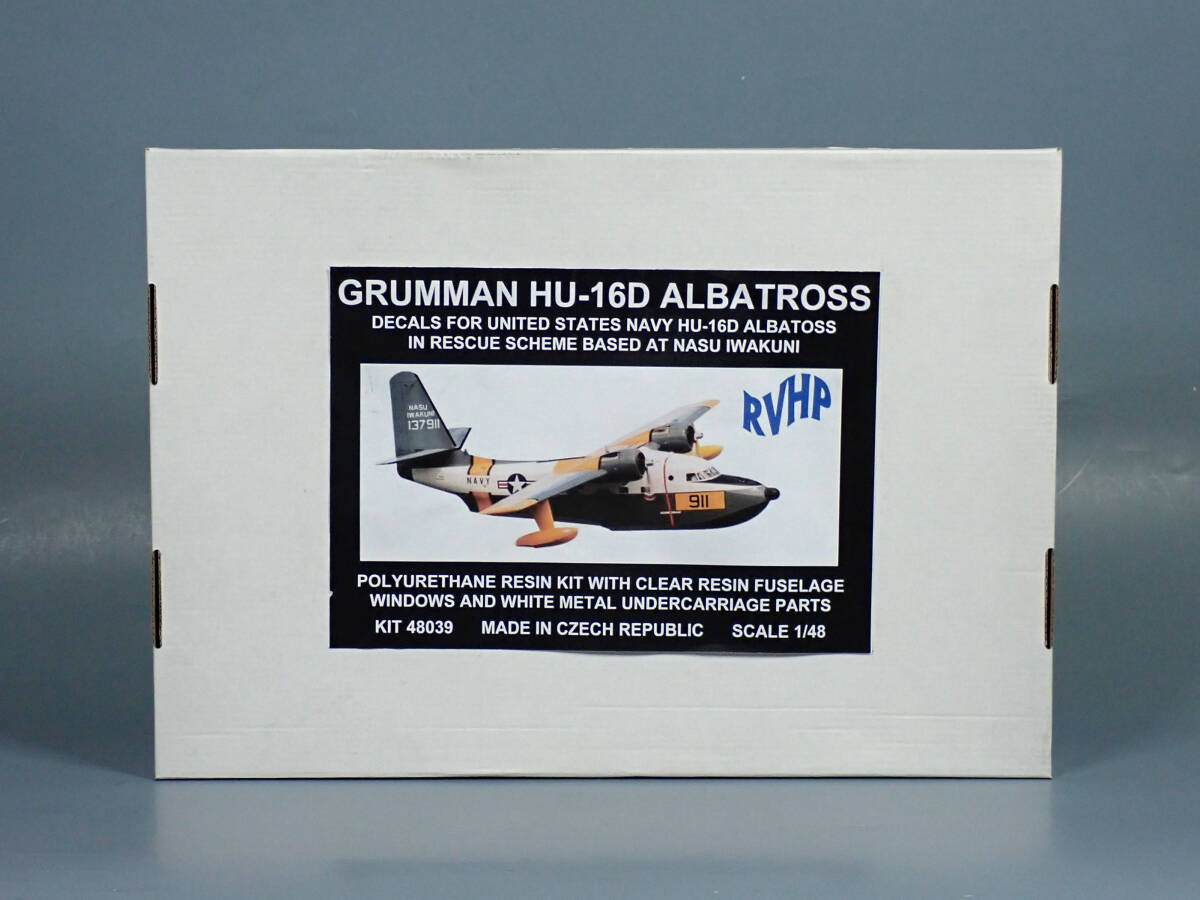 GRUMMAN HU-16D ALBATROSS
DECALS FOR UNITED STATES NAVY HU-16D ALBATOSS
IN RESCUE SCHEME BASED AT NASU IWAKUNI
RVHP
NASU
IWAKUNI
137911
NAVY
911
POLYURETHANE RESIN KIT WITH CLEAR RESIN FUSELAGE
WINDOWS AND WHITE METAL UNDERCARRIAGE PARTS
KIT 48039 MADE IN CZECH REPUBLIC SCALE 1/48